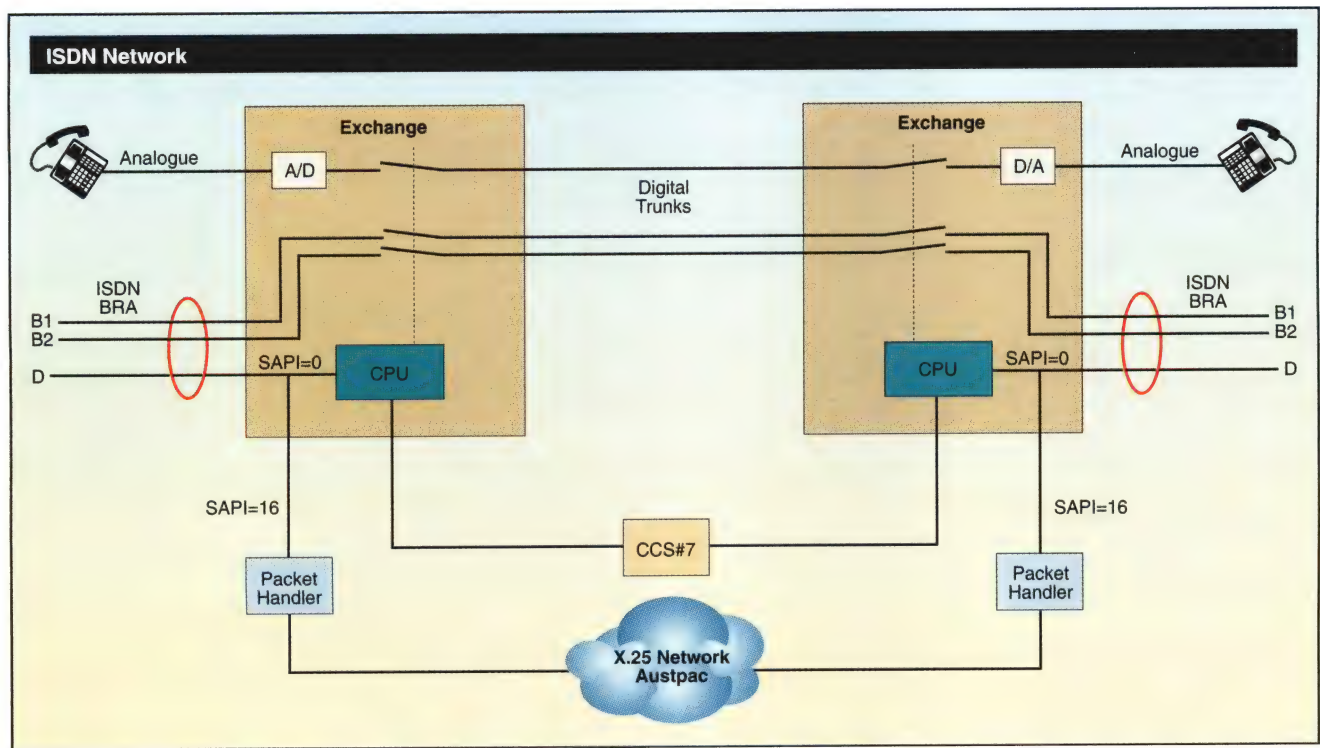 ISDN Network
Exchange
Exchange
Analogue
A/D
D/A
Analogue
Digital
Trunks
ISDN
BRA
ISDN
BRA
B1
B2
B1
B2
SAPI=0
SAPI=0
D
CPU
CPU
D
SAPI=16
SAPI=16
CCS#7
Packet
Handler
Packet
Handler
X.25 Network
Austpac